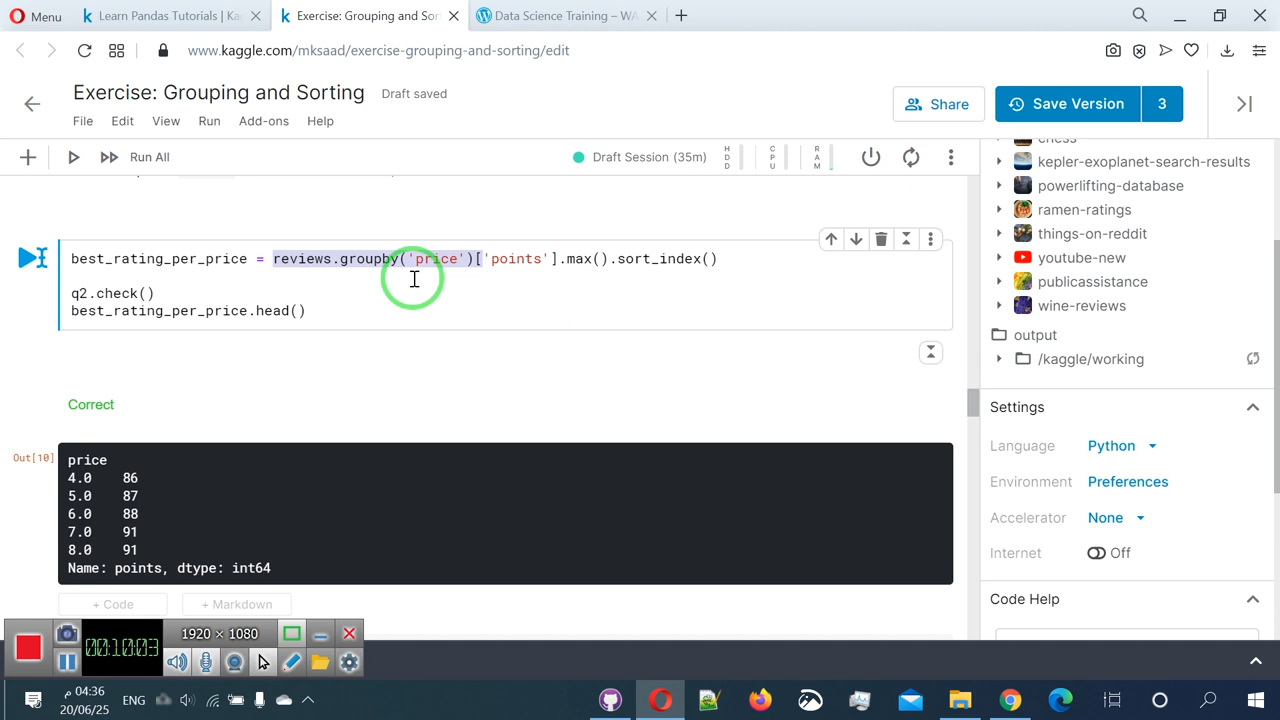 Menu
Learn Pandas Tutorials | Ka
Exercise: Grouping and Sort
Data Science Training – WA
www.kaggle.com/mksaad/exercise-grouping-and-sorting/edit
Exercise: Grouping and Sorting
Draft saved
Share
Save Version
3
File Edit View Run Add-ons Help
Run All
Draft Session (35m)
HDD
CPU
RAM
chess
kepler-exoplanet-search-results
powerlifting-database
ramen-ratings
things-on-reddit
youtube-new
publicassistance
wine-reviews
output
/kaggle/working
Settings
Language Python
Environment Preferences
Accelerator None
Internet Off
Code Help
best_rating_per_price = reviews.groupby('price')['points'].max().sort_index()
q2.check()
best_rating_per_price.head()
Correct
Out[10]
price
4.0 86
5.0 87
6.0 88
7.0 91
8.0 91
Name: points, dtype: int64
+ Code
+ Markdown
00:10:03
1920 × 1080
04:36 م
20/06/25
ENG